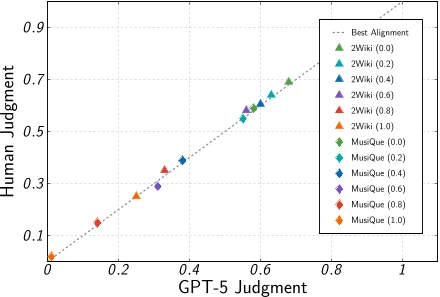 0.9
0.7
0.5
0.3
0.1
Human Judgment
Best Alignment
2Wiki (0.0)
2Wiki (0.2)
2Wiki (0.4)
2Wiki (0.6)
2Wiki (0.8)
2Wiki (1.0)
MusiQue (0.0)
MusiQue (0.2)
MusiQue (0.4)
MusiQue (0.6)
MusiQue (0.8)
MusiQue (1.0)
0 0.2 0.4 0.6 0.8 1
GPT-5 Judgment